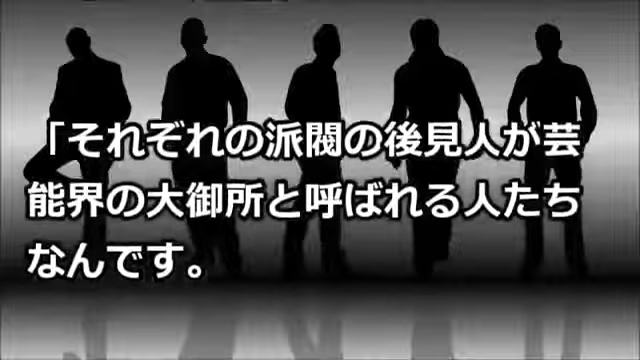 「それぞれの派閥の後見人が芸
能界の大御所と呼ばれる人たち
なんです。